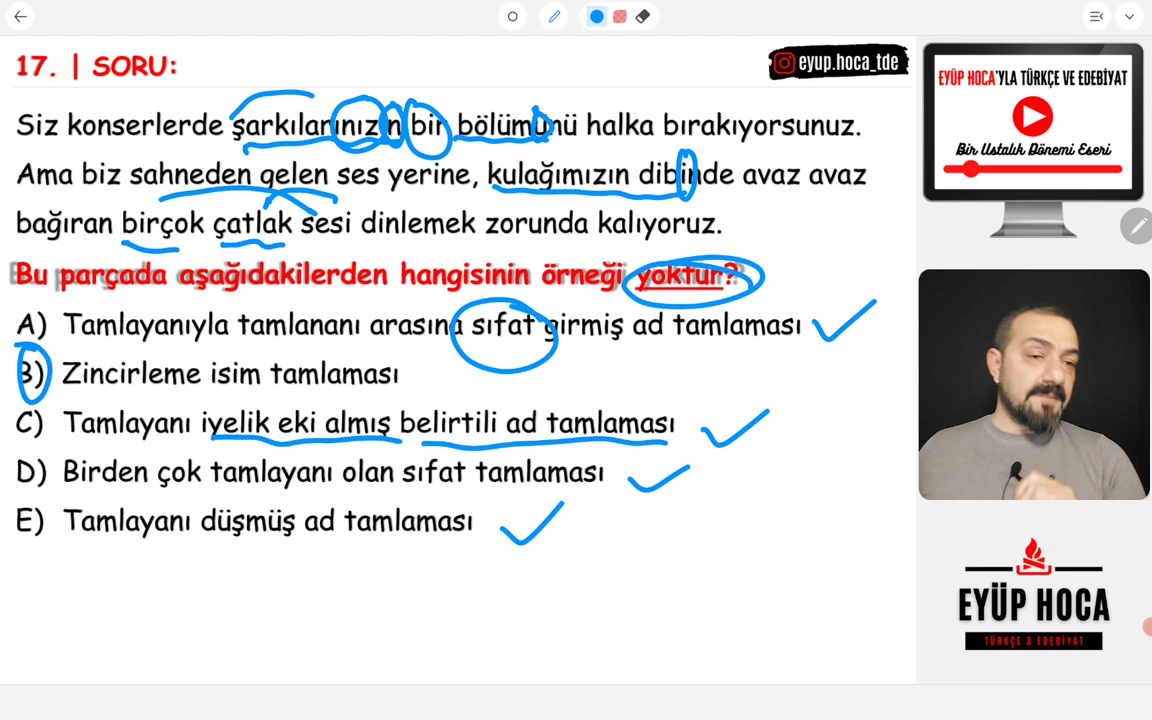 17. | SORU:
eyup.hoca_tde
Siz konserlerde şarkılarınızın bir bölümünü halka bırakıyorsunuz.
Ama biz sahneden gelen ses yerine, kulağımızın dibinde avaz avaz
bağıran birçok çatlak sesi dinlemek zorunda kalıyoruz.
Bu parçada aşağıdakilerden hangisinin örneği yoktur?
A) Tamlayanıyla tamlananı arasına sıfat girmiş ad tamlaması
B) Zincirleme isim tamlaması
C) Tamlayanı iyelik eki almış belirtili ad tamlaması
D) Birden çok tamlayanı olan sıfat tamlaması
E) Tamlayanı düşmüş ad tamlaması
EYÜP HOCA'YLA TÜRKÇE VE EDEBİYAT
Bir Ustalık Dönemi Eseri
EYÜP HOCA
TÜRKÇE & EDEBİYAT